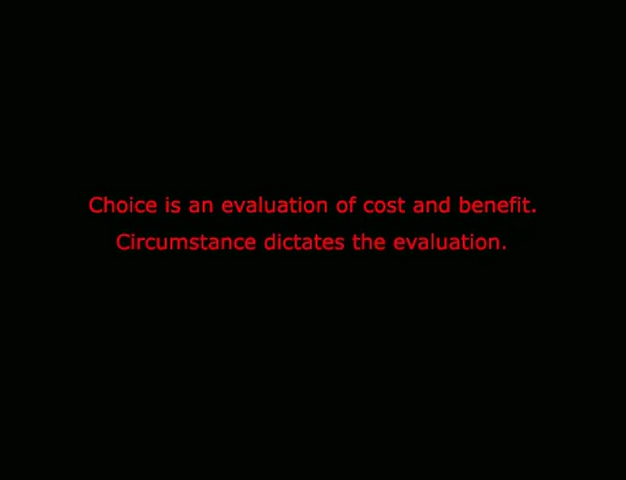 Choice is an evaluation of cost and benefit.
Circumstance dictates the evaluation.